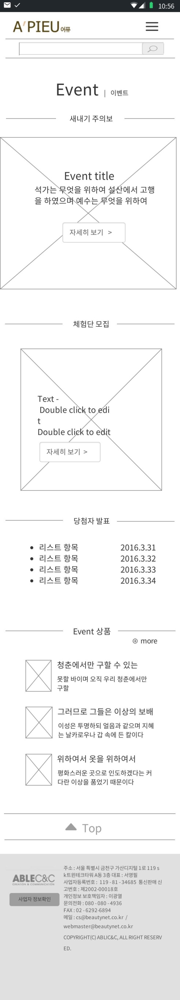 10:56
A'PIEU어퓨
Event | 이벤트
새내기 주의보
Event title
석가는 무엇을 위하여 설산에서 고행
을 하였으며 예수는 무엇을 위하여
자세히 보기 >
체험단 모집
Text -
Double click to edi
t
Double click to edit
자세히 보기 >
당첨자 발표
• 리스트 항목 2016.3.31
• 리스트 항목 2016.3.32
• 리스트 항목 2016.3.33
• 리스트 항목 2016.3.34
Event 상품
⊕ more
청춘에서만 구할 수 있는
못할 바이며 오직 우리 청춘에서만
구할
그러므로 그들은 이상의 보배
이성은 투명하되 얼음과 같으며 지혜
는 날카로우나 갑 속에 든 칼이다
위하여서 옷을 위하여서
평화스러운 곳으로 인도하겠다는 커
다란 이상을 품었기 때문이다
Top
ABLEC&C
CREATION & COMMUNICATION
사업자 정보확인
주소 : 서울 특별시 금천구 가산디지털 1로 119 s
k트윈테크타워 A동 3층 대표 : 서영필
사업자등록번호 : 119 - 81 - 34685 통신판매 신
고번호 : 제2002-00018호
개인정보 보호책임자 : 이광열
문의전화 : 080 - 080 - 4936
FAX : 02 - 6292-6894
메일 : cs@beautynet.co.kr /
webmaster@beautynet.co.kr
COPYRIGHT(C) ABLIC&C, ALL RIGHT RESERV
ED.